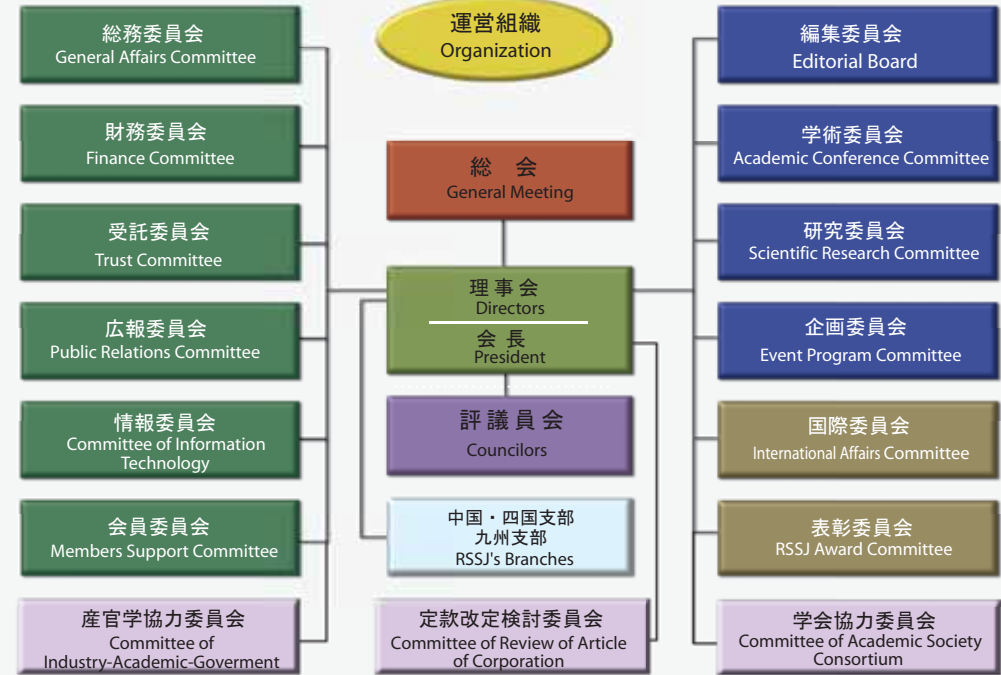 運営組織
Organization
総務委員会
General Affairs Committee
財務委員会
Finance Committee
受託委員会
Trust Committee
広報委員会
Public Relations Committee
情報委員会
Committee of Information
Technology
会員委員会
Members Support Committee
産官学協力委員会
Committee of
Industry-Academic-Goverment
総 会
General Meeting
理事会
Directors
会長
President
評議員会
Councilors
中国・四国支部
九州支部
RSSJ's Branches
定款改定検討委員会
Committee of Review of Article
of Corporation
編集委員会
Editorial Board
学術委員会
Academic Conference Committee
研究委員会
Scientific Research Committee
企画委員会
Event Program Committee
国際委員会
International Affairs Committee
表彰委員会
RSSJ Award Committee
学会協力委員会
Committee of Academic Society
Consortium